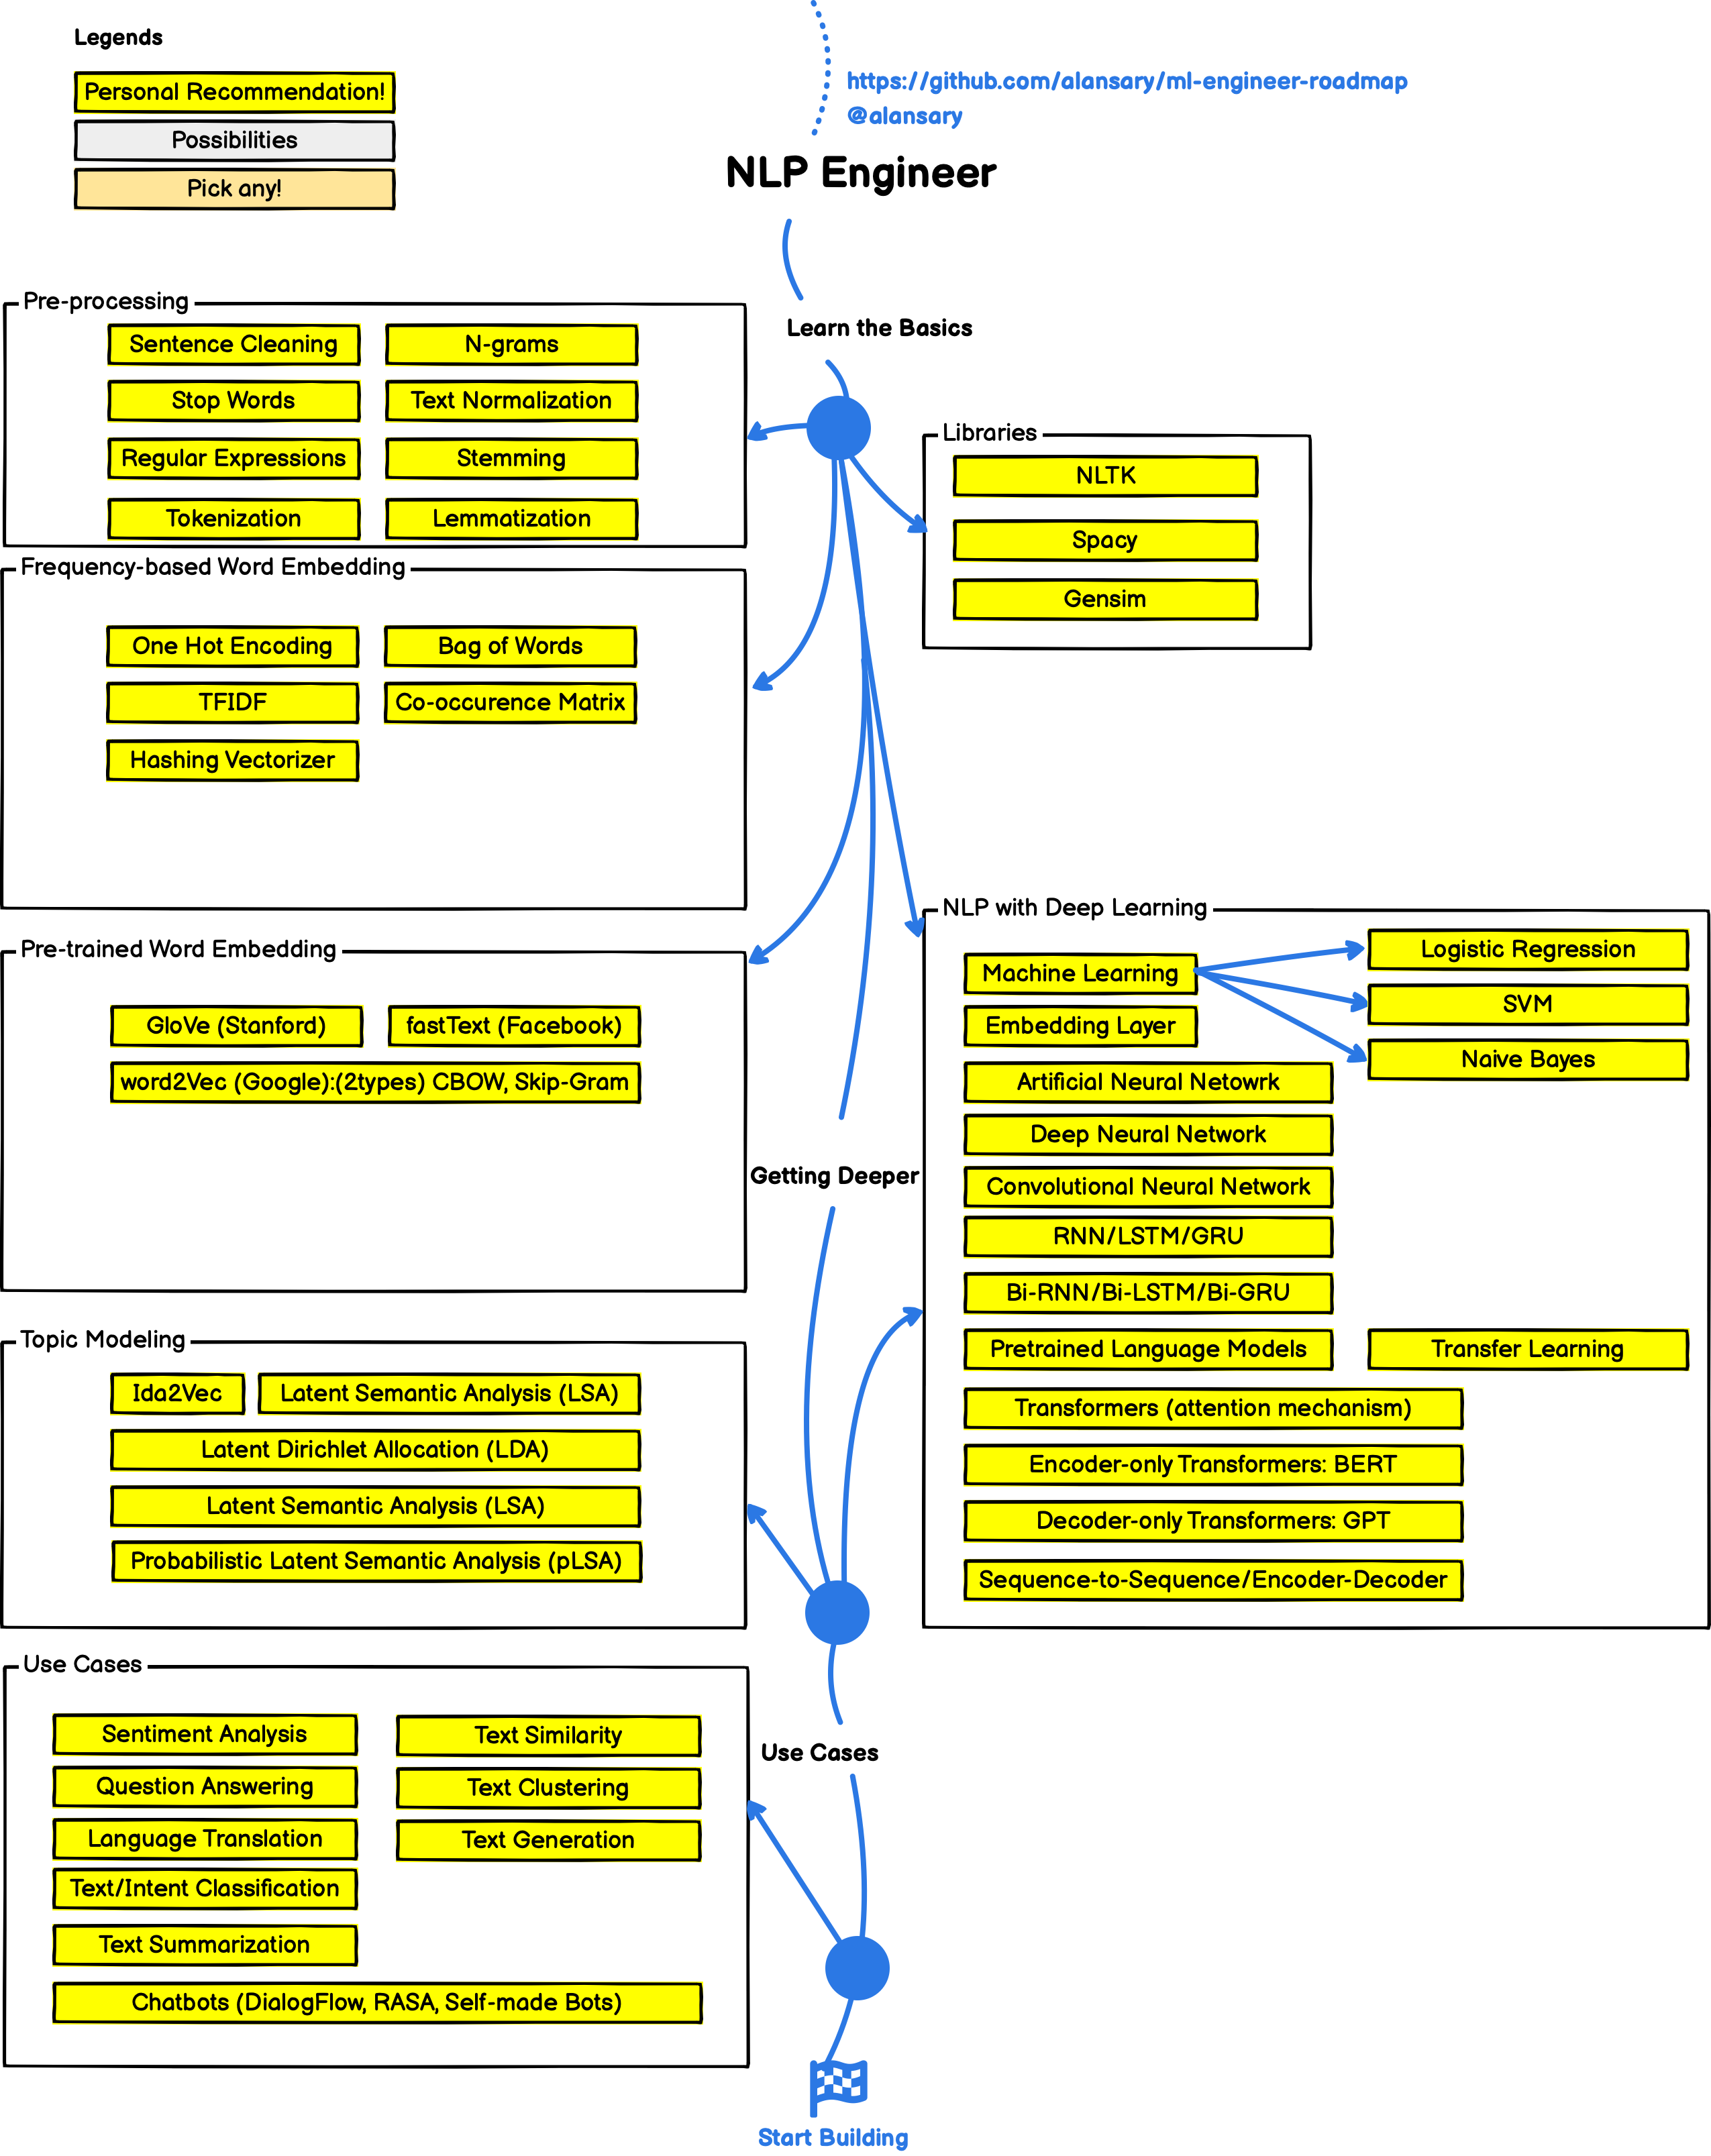 Legends
Personal Recommendation!
Possibilities
Pick any!
https://github.com/alansary/ml-engineer-roadmap
@alansary
NLP Engineer
Learn the Basics
Pre-processing
Sentence Cleaning
N-grams
Stop Words
Text Normalization
Regular Expressions
Stemming
Tokenization
Lemmatization
Libraries
NLTK
Spacy
Gensim
Frequency-based Word Embedding
One Hot Encoding
Bag of Words
TFIDF
Co-occurence Matrix
Hashing Vectorizer
Pre-trained Word Embedding
GloVe (Stanford)
fastText (Facebook)
word2Vec (Google):(2types) CBOW, Skip-Gram
Getting Deeper
NLP with Deep Learning
Machine Learning
Logistic Regression
SVM
Naive Bayes
Embedding Layer
Artificial Neural Netowrk
Deep Neural Network
Convolutional Neural Network
RNN/LSTM/GRU
Bi-RNN/Bi-LSTM/Bi-GRU
Pretrained Language Models
Transfer Learning
Transformers (attention mechanism)
Encoder-only Transformers: BERT
Decoder-only Transformers: GPT
Sequence-to-Sequence/Encoder-Decoder
Topic Modeling
Ida2Vec
Latent Semantic Analysis (LSA)
Latent Dirichlet Allocation (LDA)
Latent Semantic Analysis (LSA)
Probabilistic Latent Semantic Analysis (pLSA)
Use Cases
Use Cases
Sentiment Analysis
Text Similarity
Question Answering
Text Clustering
Language Translation
Text Generation
Text/Intent Classification
Text Summarization
Chatbots (DialogFlow, RASA, Self-made Bots)
Start Building